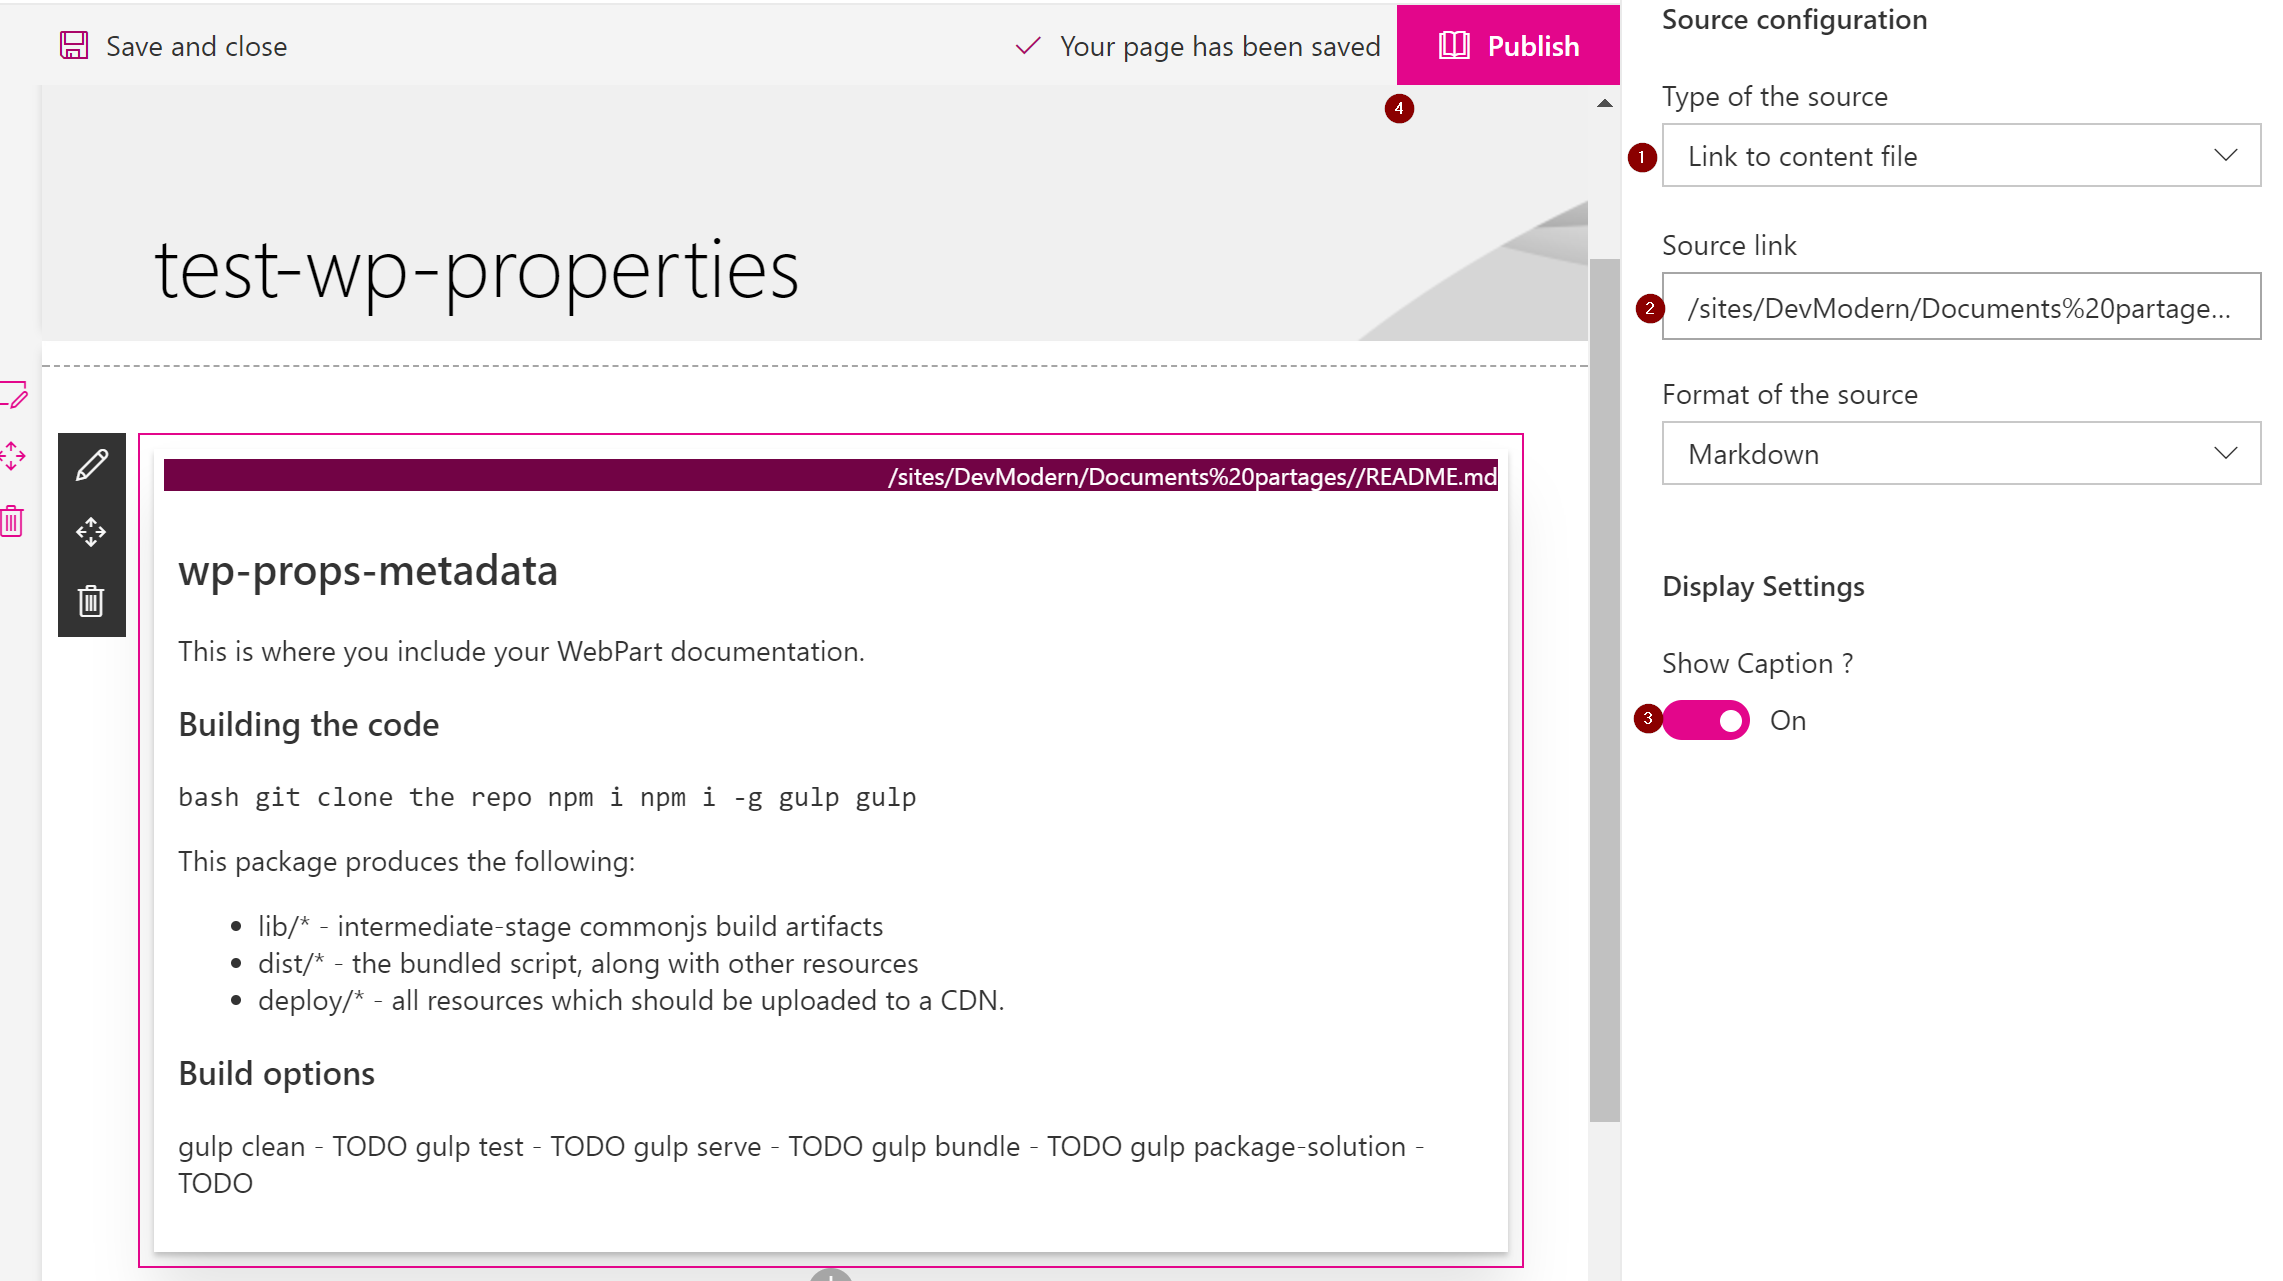 Save and close
Your page has been saved
Publish
4
test-wp-properties
/sites/DevModern/Documents%20partages//README.md
wp-props-metadata
This is where you include your WebPart documentation.
Building the code
bash git clone the repo npm i npm i -g gulp gulp
This package produces the following:
• lib/* - intermediate-stage commonjs build artifacts
• dist/* - the bundled script, along with other resources
• deploy/* - all resources which should be uploaded to a CDN.
Build options
gulp clean - TODO gulp test - TODO gulp serve - TODO gulp bundle - TODO gulp package-solution -
TODO
Source configuration
Type of the source
1
Link to content file
Source link
2
/sites/DevModern/Documents%20partage...
Format of the source
Markdown
Display Settings
Show Caption ?
3
On